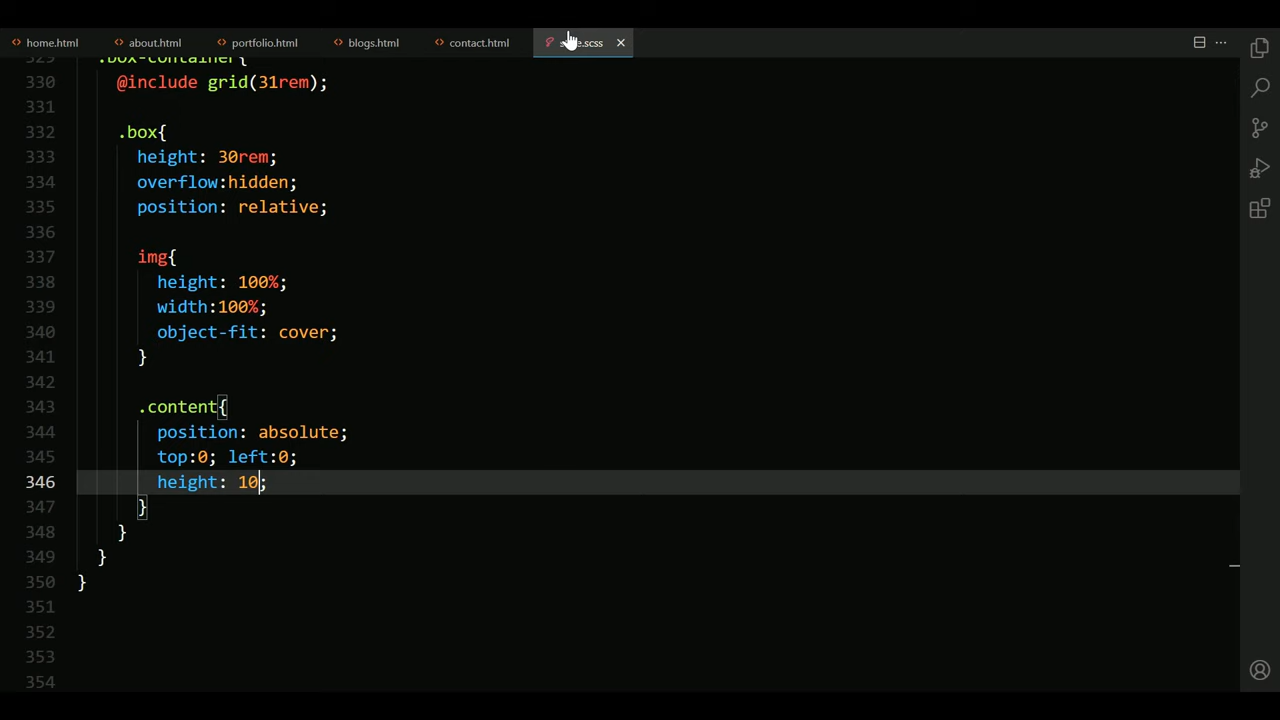 home.html about.html portfolio.html blogs.html contact.html
329 .box-container{
330 @include grid(31rem);
331
332 .box{
333 height: 30rem;
334 overflow:hidden;
335 position: relative;
336
337 img{
338 height: 100%;
339 width:100%;
340 object-fit: cover;
341 }
342
343 .content{
344 position: absolute;
345 top:0; left:0;
346 height: 10;
347 }
348 }
349 }
350 }
351
352
353
354